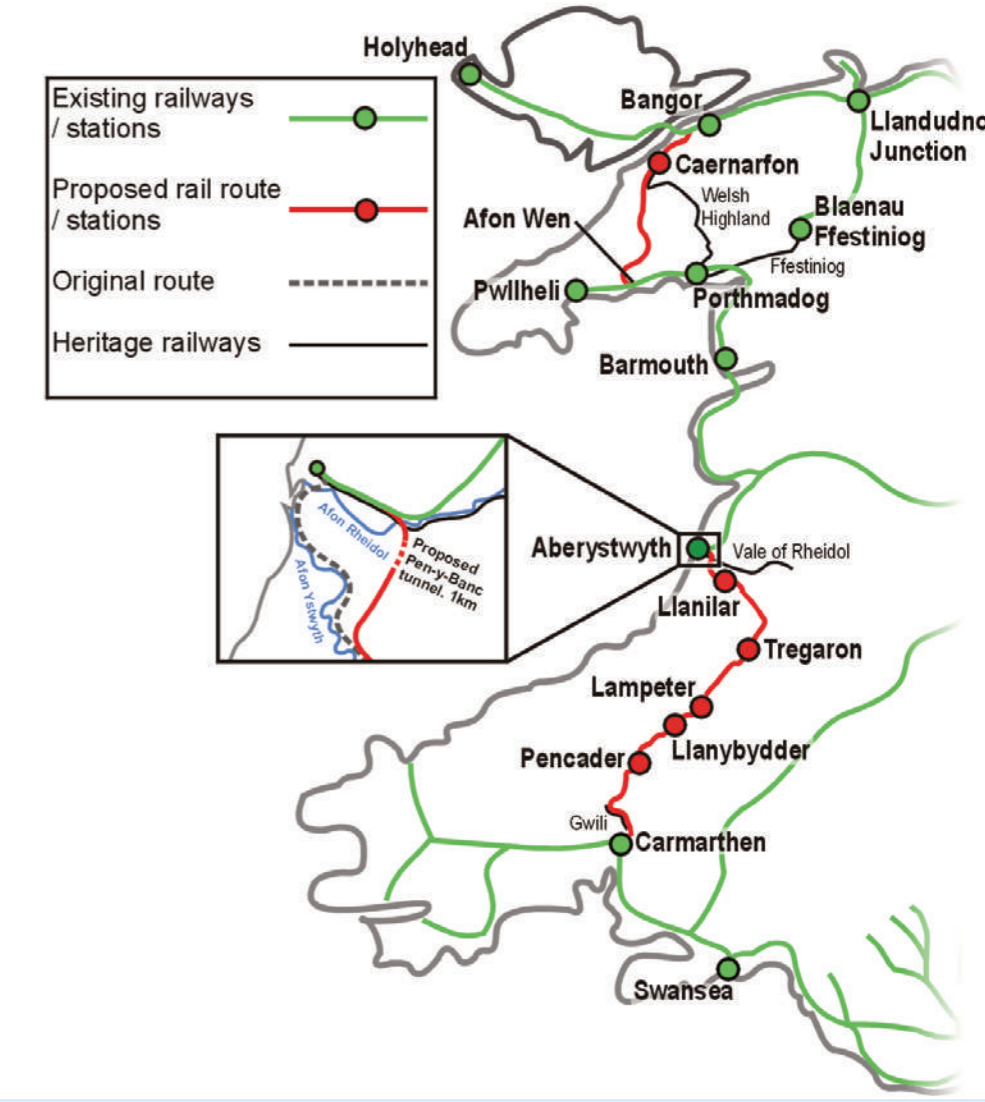 Holyhead
Existing railways
/ stations
Proposed rail route
/ stations
Original route
Heritage railways
Bangor
Llandudno
Junction
Caernarfon
Welsh
Highland
Afon Wen
Blaenau
Ffestiniog
Ffestiniog
Pwllheli
Porthmadog
Barmouth
Afon Rheidol
Afon Ystwyth
Proposed
Pen-y-Banc
tunnel. 1km
Aberystwyth
Vale of Rheidol
Llanilar
Tregaron
Lampeter
Llanybydder
Pencader
Gwili
Carmarthen
Swansea